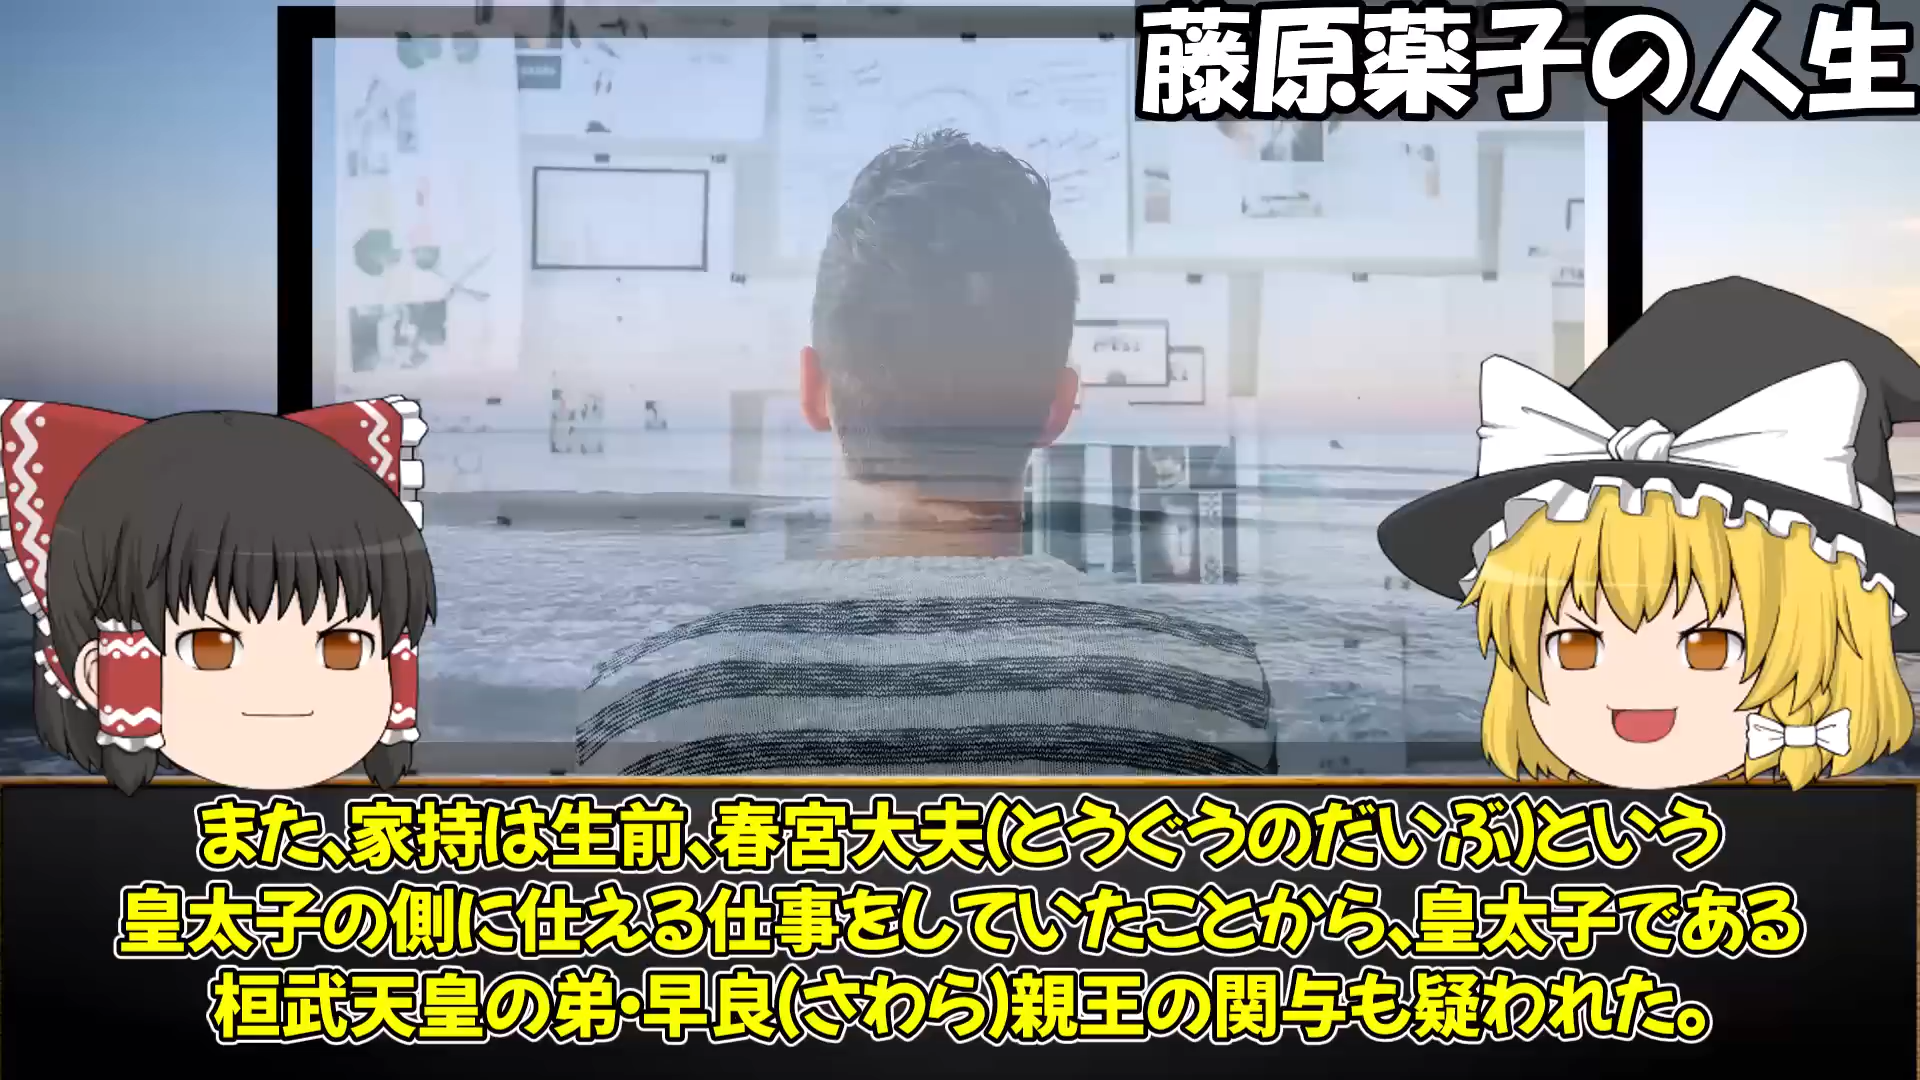 藤原薬子の人生
また、家持は生前、春宮大夫(とうぐうのだいぶ)という
皇太子の側に仕える仕事をしていたことから、皇太子である
桓武天皇の弟・早良(さわら)親王の関与も疑われた。